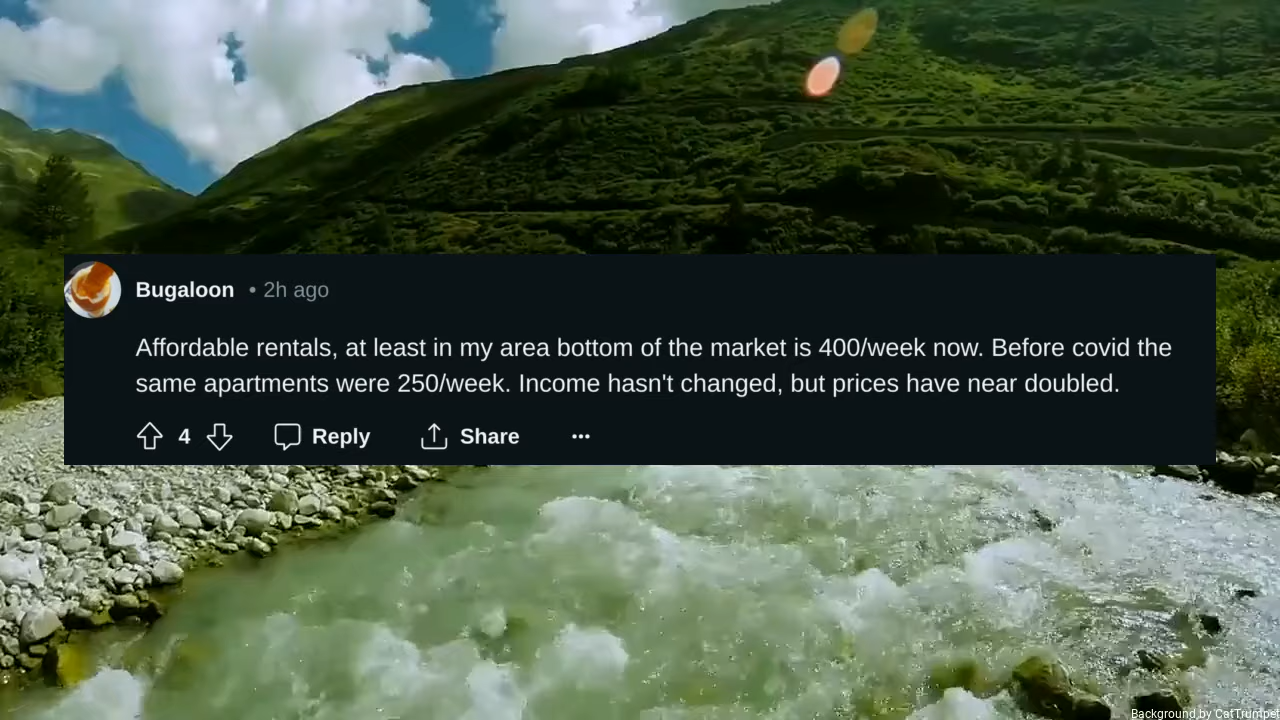 Bugaloon • 2h ago
Affordable rentals, at least in my area bottom of the market is 400/week now. Before covid the
same apartments were 250/week. Income hasn't changed, but prices have near doubled.
4 Reply Share ···
Background by CatTrumpet